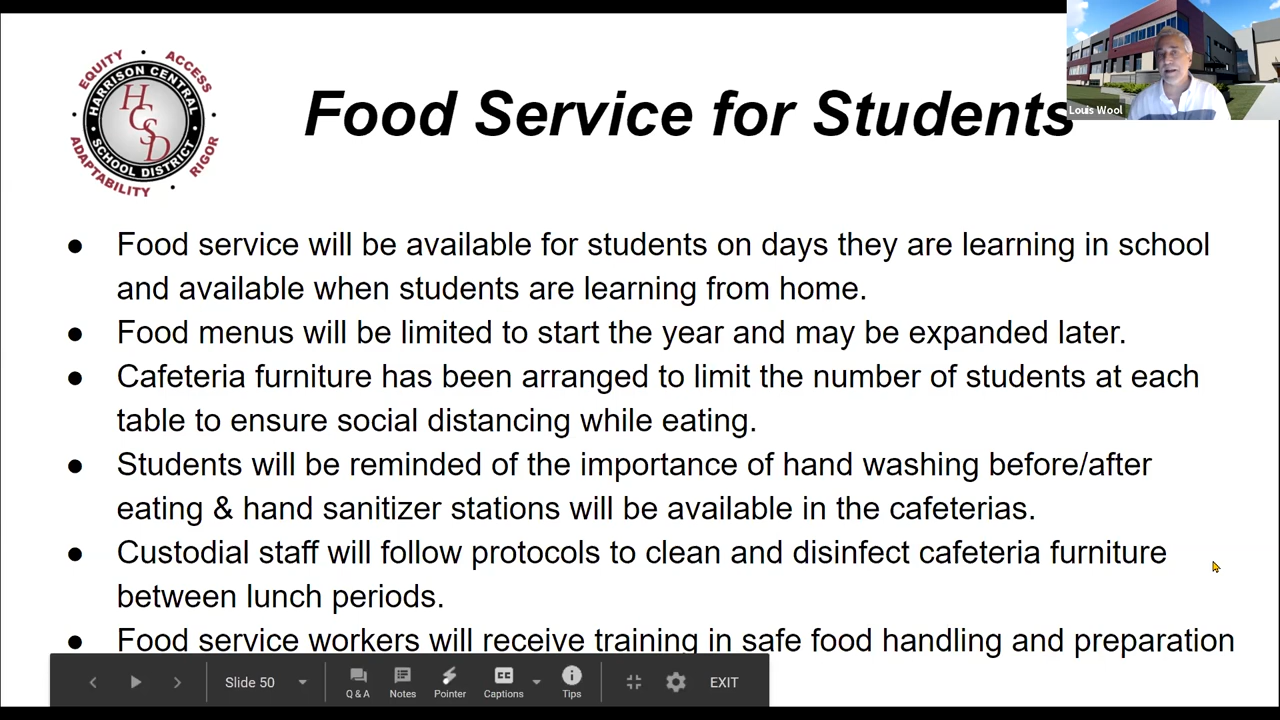 EQUITY • ACCESS
HARRISON CENTRAL
HCSD
SCHOOL DISTRICT
ADAPTABILITY • RIGOR
Food Service for Students
Louis Wool
● Food service will be available for students on days they are learning in school
and available when students are learning from home.
● Food menus will be limited to start the year and may be expanded later.
● Cafeteria furniture has been arranged to limit the number of students at each
table to ensure social distancing while eating.
● Students will be reminded of the importance of hand washing before/after
eating & hand sanitizer stations will be available in the cafeterias.
● Custodial staff will follow protocols to clean and disinfect cafeteria furniture
between lunch periods.
● Food service workers will receive training in safe food handling and preparation
Slide 50
Q & A
Notes
Pointer
CC
Captions
Tips
EXIT